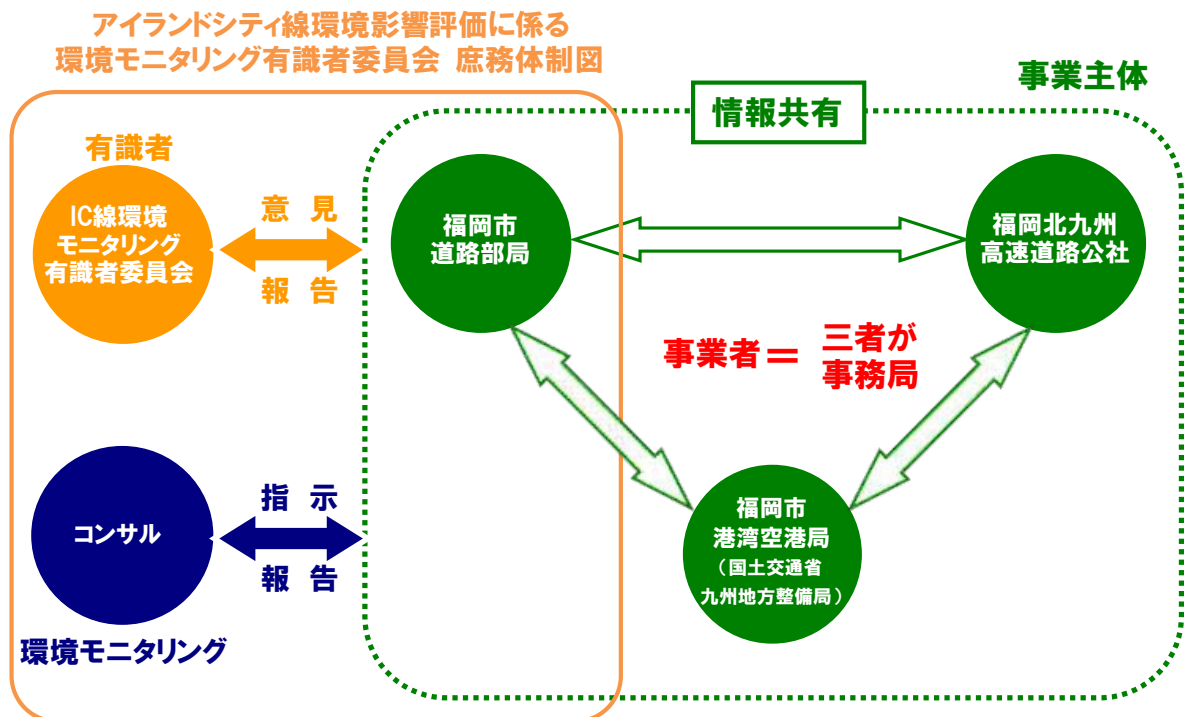 アイランドシティ線環境影響評価に係る
環境モニタリング有識者委員会 庶務体制図
事業主体
情報共有
有識者
IC線環境
モニタリング
有識者委員会
意 見
報 告
福岡市
道路部局
福岡北九州
高速道路公社
事業者＝
三者が
事務局
コンサル
指 示
報 告
環境モニタリング
福岡市
港湾空港局
（国土交通省
九州地方整備局）